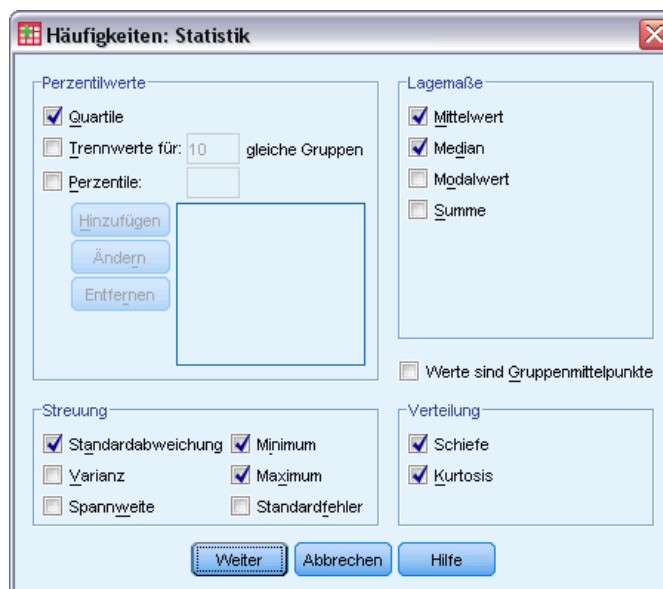 Häufigkeiten: Statistik
Perzentilwerte
Quartile
Trennwerte für: 10 gleiche Gruppen
Perzentile:
Hinzufügen
Ändern
Entfernen
Lagemaße
Mittelwert
Median
Modalwert
Summe
Werte sind Gruppenmittelpunkte
Streuung
Standardabweichung Minimum
Varianz Maximum
Spannweite Standardfehler
Verteilung
Schiefe
Kurtosis
Weiter Abbrechen Hilfe